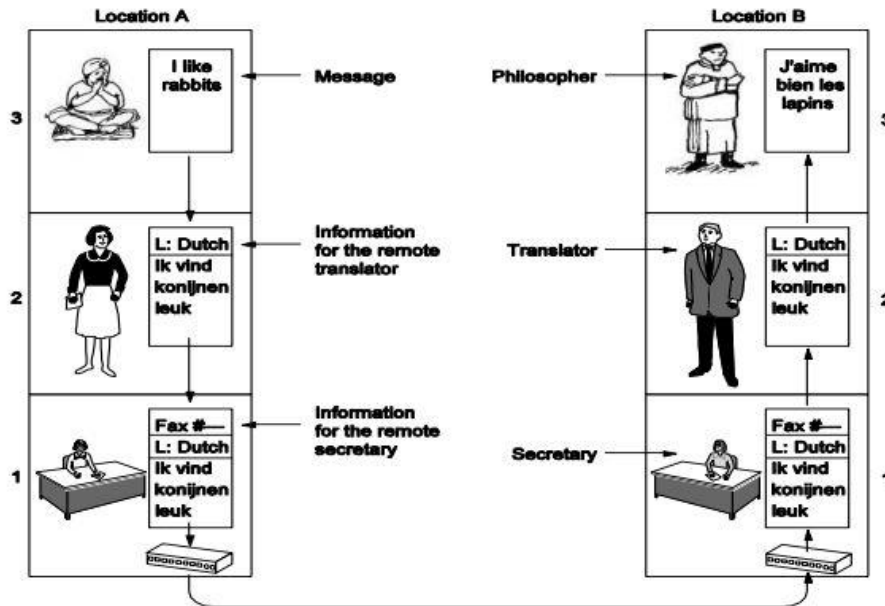 Location A
Location B
I like
rabbits
Message
Philosopher
J'aime
bien les
lapins
3
3
L: Dutch
Ik vind
konijnen
leuk
Information
for the remote
translator
Translator
L: Dutch
Ik vind
konijnen
leuk
2
2
Fax #—
L: Dutch
Ik vind
konijnen
leuk
Information
for the remote
secretary
Secretary
Fax #—
L: Dutch
Ik vind
konijnen
leuk
1
1